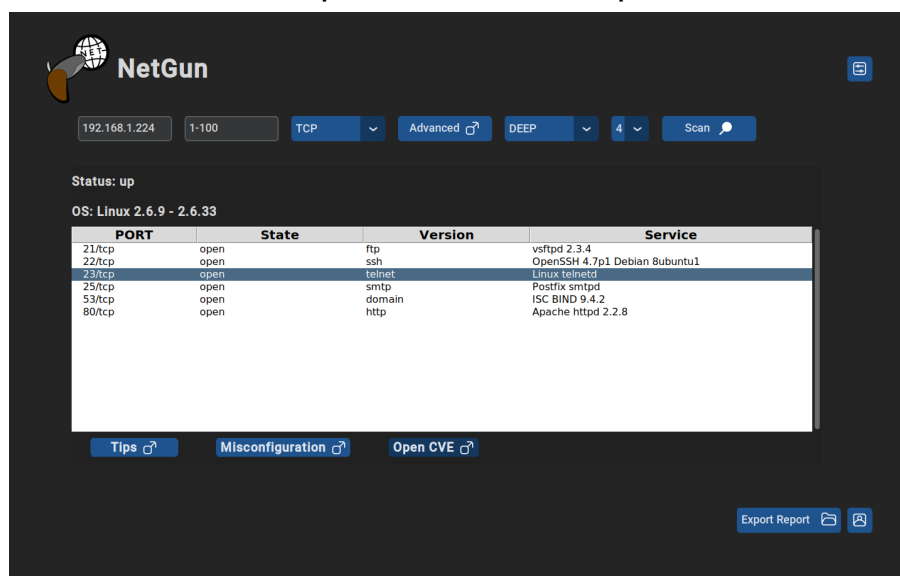 NET
NetGun
192.168.1.224 1-100 TCP Advanced DEEP 4 Scan
Status: up
OS: Linux 2.6.9 - 2.6.33
PORT State Version Service
21/tcp open ftp vsftpd 2.3.4
22/tcp open ssh OpenSSH 4.7p1 Debian 8ubuntu1
23/tcp open telnet Linux telnetd
25/tcp open smtp Postfix smtpd
53/tcp open domain ISC BIND 9.4.2
80/tcp open http Apache httpd 2.2.8
Tips Misconfiguration Open CVE
Export Report